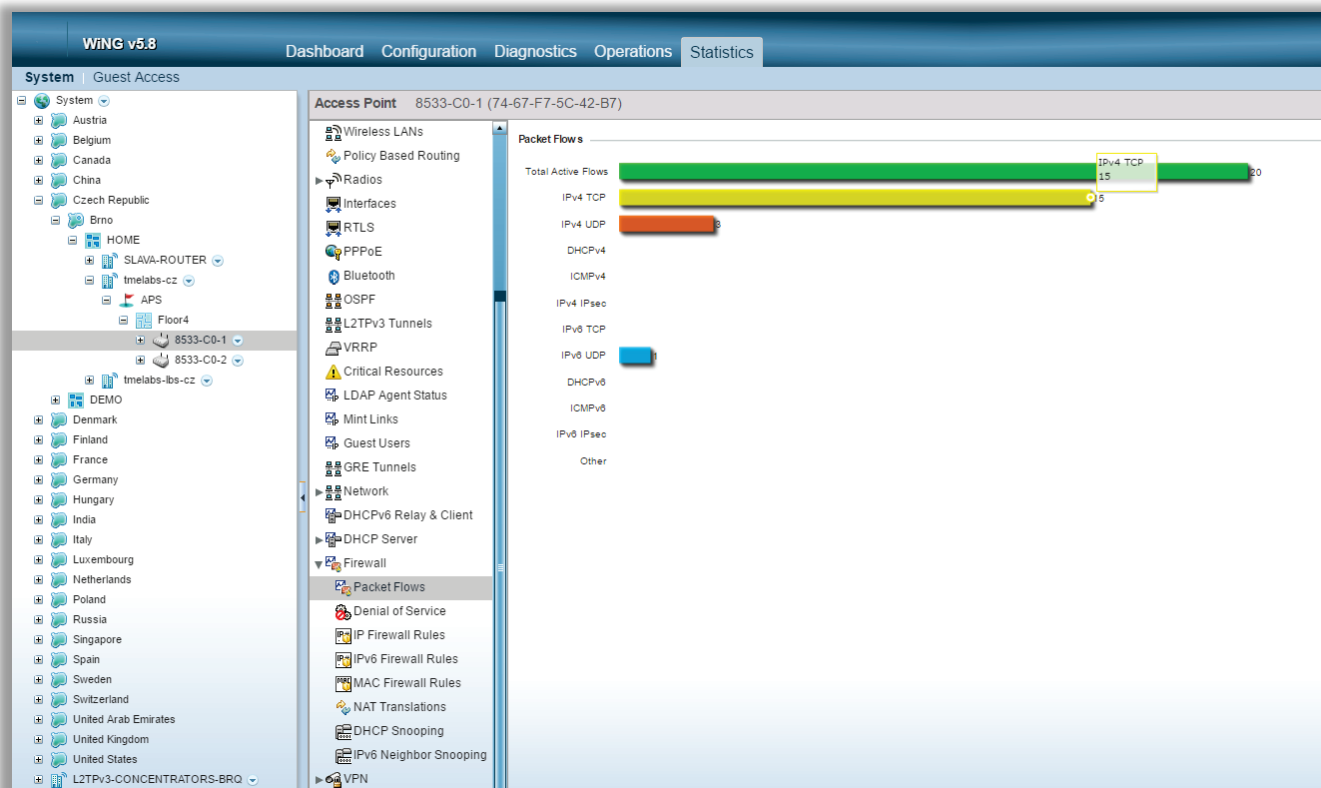 WiNG v5.8
Dashboard Configuration Diagnostics Operations Statistics
System | Guest Access
System
Austria
Belgium
Canada
China
Czech Republic
Brno
HOME
SLAVA-ROUTER
tmelabs-cz
APS
Floor4
8533-C0-1
8533-C0-2
tmelabs-lbs-cz
DEMO
Denmark
Finland
France
Germany
Hungary
India
Italy
Luxembourg
Netherlands
Poland
Russia
Singapore
Spain
Sweden
Switzerland
United Arab Emirates
United Kingdom
United States
L2TPv3-CONCENTRATORS-BRQ
Access Point 8533-C0-1 (74-67-F7-5C-42-B7)
Wireless LANs
Policy Based Routing
Radios
Interfaces
RTLS
PPPoE
Bluetooth
OSPF
L2TPv3 Tunnels
VRRP
Critical Resources
LDAP Agent Status
Mint Links
Guest Users
GRE Tunnels
Network
DHCPv6 Relay & Client
DHCP Server
Firewall
Packet Flows
Denial of Service
IP Firewall Rules
IPv6 Firewall Rules
MAC Firewall Rules
NAT Translations
DHCP Snooping
IPv6 Neighbor Snooping
VPN
Packet Flows
Total Active Flows 20
IPv4 TCP
15
IPv4 TCP 15
IPv4 UDP 3
DHCPv4
ICMPv4
IPv4 IPsec
IPv6 TCP
IPv6 UDP 1
DHCPv6
ICMPv6
IPv6 IPsec
Other